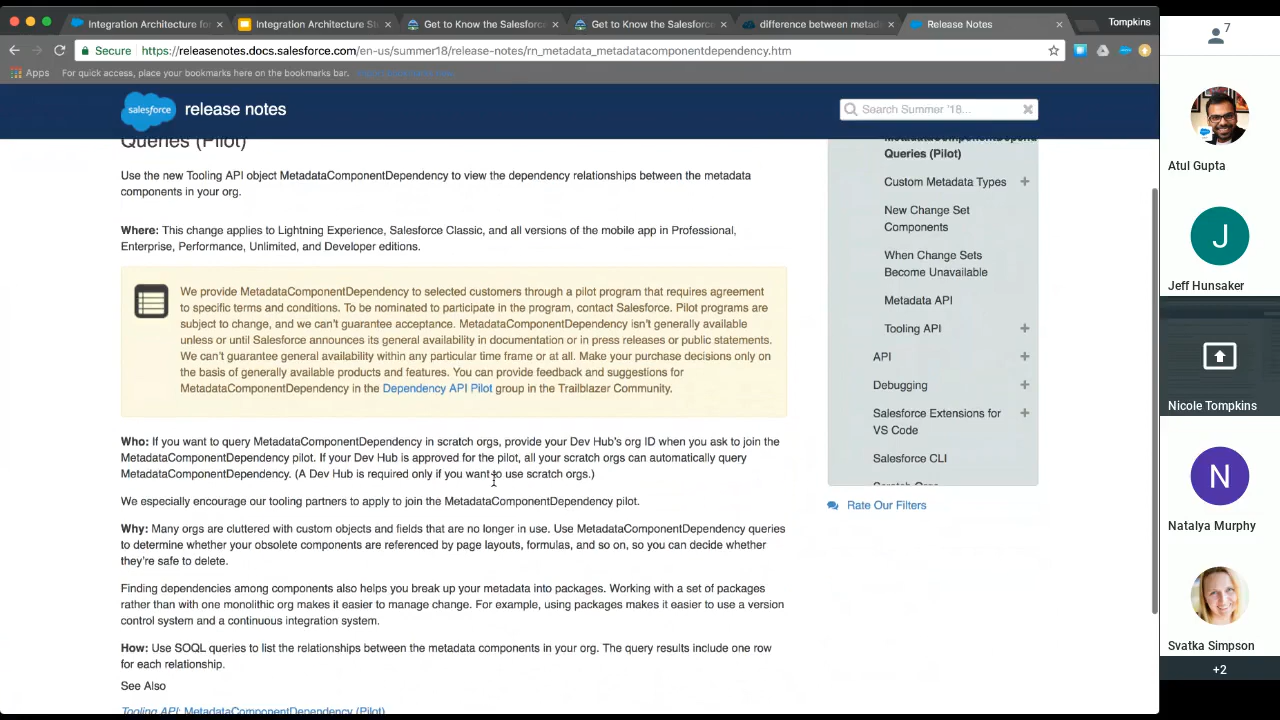 Integration Architecture for
Integration Architecture St
Get to Know the Salesforce
Get to Know the Salesforce
difference between metad
Release Notes
Tompkins
Secure
https://releasenotes.docs.salesforce.com/en-us/summer18/release-notes/rn_metadata_metadatacomponentdependency.htm
Apps
For quick access, place your bookmarks here on the bookmarks bar.
salesforce
release notes
Search Summer '18...
Queries (Pilot)
Use the new Tooling API object MetadataComponentDependency to view the dependency relationships between the metadata
components in your org.
Where: This change applies to Lightning Experience, Salesforce Classic, and all versions of the mobile app in Professional,
Enterprise, Performance, Unlimited, and Developer editions.
We provide MetadataComponentDependency to selected customers through a pilot program that requires agreement
to specific terms and conditions. To be nominated to participate in the program, contact Salesforce. Pilot programs are
subject to change, and we can't guarantee acceptance. MetadataComponentDependency isn't generally available
unless or until Salesforce announces its general availability in documentation or in press releases or public statements.
We can't guarantee general availability within any particular time frame or at all. Make your purchase decisions only on
the basis of generally available products and features. You can provide feedback and suggestions for
MetadataComponentDependency in the Dependency API Pilot group in the Trailblazer Community.
Who: If you want to query MetadataComponentDependency in scratch orgs, provide your Dev Hub's org ID when you ask to join the
MetadataComponentDependency pilot. If your Dev Hub is approved for the pilot, all your scratch orgs can automatically query
MetadataComponentDependency. (A Dev Hub is required only if you want to use scratch orgs.)
We especially encourage our tooling partners to apply to join the MetadataComponentDependency pilot.
Why: Many orgs are cluttered with custom objects and fields that are no longer in use. Use MetadataComponentDependency queries
to determine whether your obsolete components are referenced by page layouts, formulas, and so on, so you can decide whether
they're safe to delete.
Finding dependencies among components also helps you break up your metadata into packages. Working with a set of packages
rather than with one monolithic org makes it easier to manage change. For example, using packages makes it easier to use a version
control system and a continuous integration system.
How: Use SOQL queries to list the relationships between the metadata components in your org. The query results include one row
for each relationship.
See Also
Tooling API: MetadataComponentDependency (Pilot)
MetadataComponentDepend
Queries (Pilot)
Custom Metadata Types
New Change Set
Components
When Change Sets
Become Unavailable
Metadata API
Tooling API
API
Debugging
Salesforce Extensions for
VS Code
Salesforce CLI
Scratch Orgs
Rate Our Filters
7
Atul Gupta
J
Jeff Hunsaker
Nicole Tompkins
N
Natalya Murphy
Svatka Simpson
+2